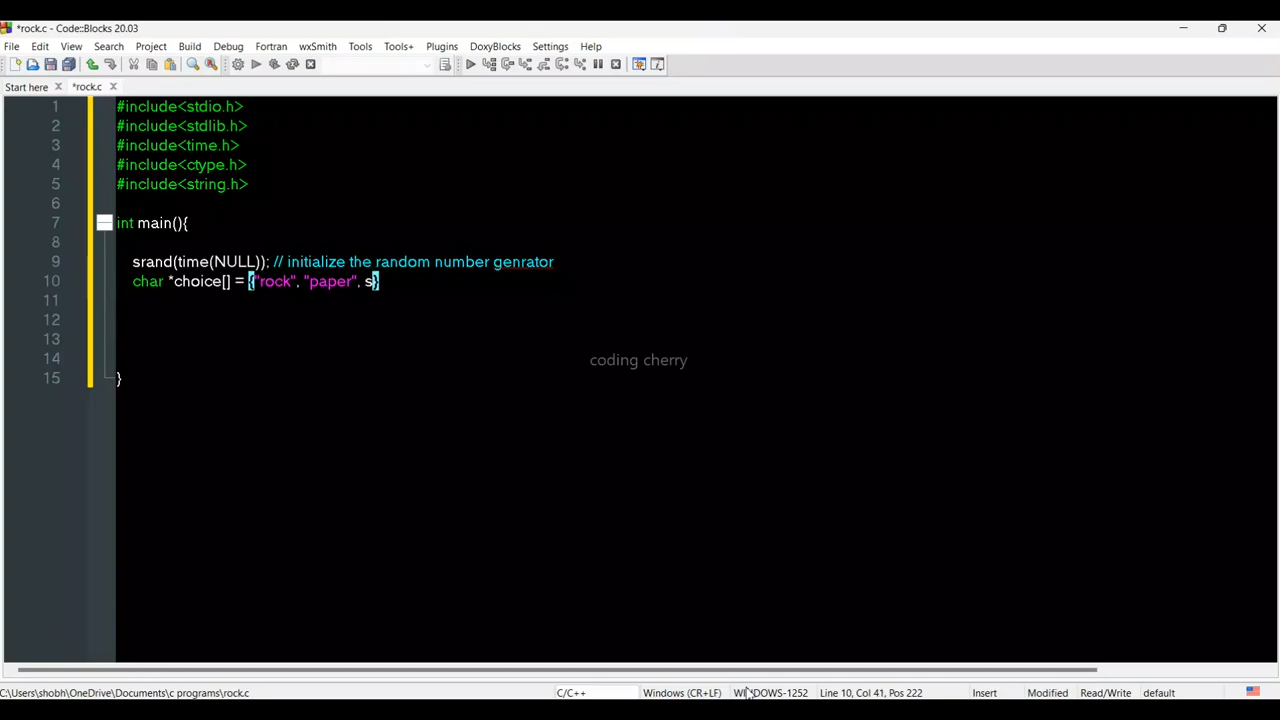 *rock.c - Code::Blocks 20.03
File Edit View Search Project Build Debug Fortran wxSmith Tools Tools+ Plugins DoxyBlocks Settings Help
Start here *rock.c
1 #include<stdio.h>
2 #include<stdlib.h>
3 #include<time.h>
4 #include<ctype.h>
5 #include<string.h>
6
7 int main(){
8
9 srand(time(NULL)); // initialize the random number genrator
10 char *choice[] = {"rock", "paper", s}
11
12
13
14
15 }
coding cherry
C:\Users\shobh\OneDrive\Documents\c programs\rock.c C/C++ Windows (CR+LF) WINDOWS-1252 Line 10, Col 41, Pos 222 Insert Modified Read/Write default